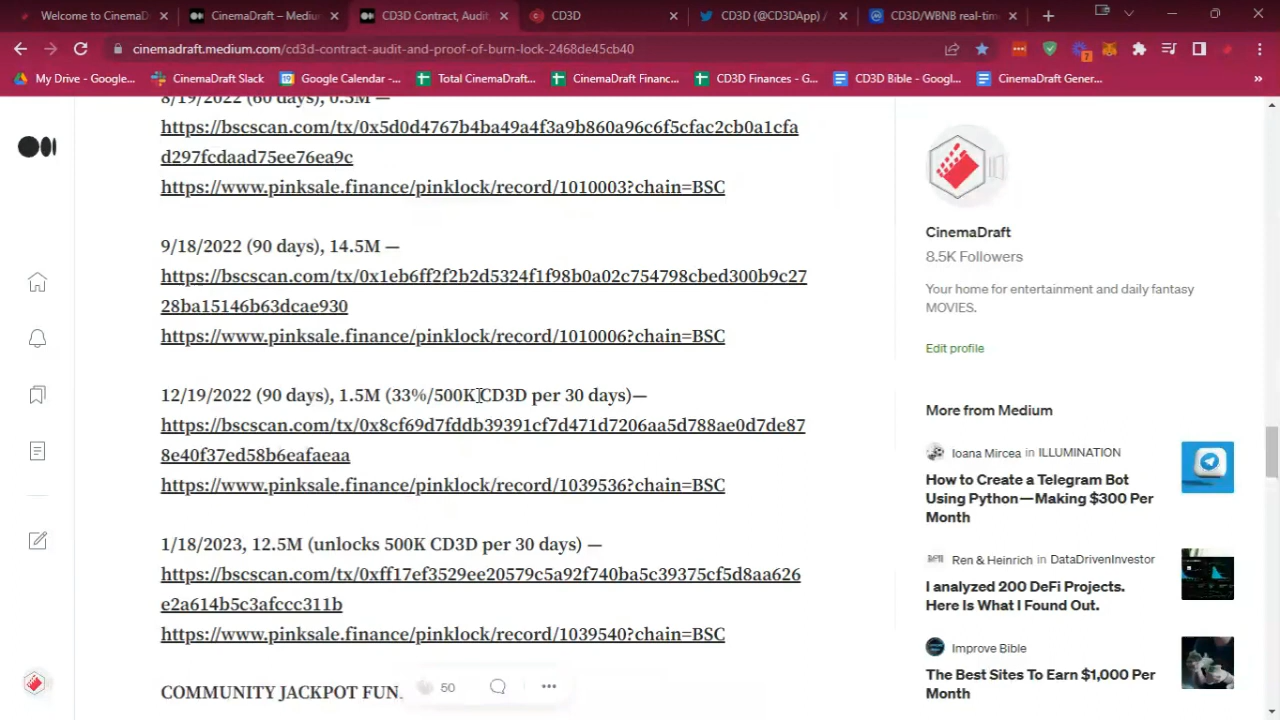 Welcome to CinemaD
CinemaDraft – Mediu
CD3D Contract, Audit
CD3D
CD3D (@CD3DApp) /
CD3D/WBNB real-tim
cinemadraft.medium.com/cd3d-contract-audit-and-proof-of-burn-lock-2468de45cb40
7
My Drive - Google...
CinemaDraft Slack
Google Calendar -...
Total CinemaDraft...
CinemaDraft Financ...
CD3D Finances - G...
CD3D Bible - Googl...
CinemaDraft Gener...
»
8/19/2022 (60 days), 0.5M —
https://bscscan.com/tx/0x5d0d4767b4ba49a4f3a9b860a96c6f5cfac2cb0a1cfa
d297fcdaad75ee76ea9c
https://www.pinksale.finance/pinklock/record/1010003?chain=BSC
9/18/2022 (90 days), 14.5M —
https://bscscan.com/tx/0x1eb6ff2f2b2d5324f1f98b0a02c754798cbed300b9c27
28ba15146b63dcae930
https://www.pinksale.finance/pinklock/record/1010006?chain=BSC
12/19/2022 (90 days), 1.5M (33%/500K CD3D per 30 days)—
https://bscscan.com/tx/0x8cf69d7fddb39391cf7d471d7206aa5d788ae0d7de87
8e40f37ed58b6eafaeaa
https://www.pinksale.finance/pinklock/record/1039536?chain=BSC
1/18/2023, 12.5M (unlocks 500K CD3D per 30 days) —
https://bscscan.com/tx/0xff17ef3529ee20579c5a92f740ba5c39375cf5d8aa626
e2a614b5c3afccc311b
https://www.pinksale.finance/pinklock/record/1039540?chain=BSC
COMMUNITY JACKPOT FUN
50
CinemaDraft
8.5K Followers
Your home for entertainment and daily fantasy
MOVIES.
Edit profile
More from Medium
Ioana Mircea in ILLUMINATION
How to Create a Telegram Bot
Using Python—Making $300 Per
Month
Ren & Heinrich in DataDrivenInvestor
I analyzed 200 DeFi Projects.
Here Is What I Found Out.
Improve Bible
The Best Sites To Earn $1,000 Per
Month